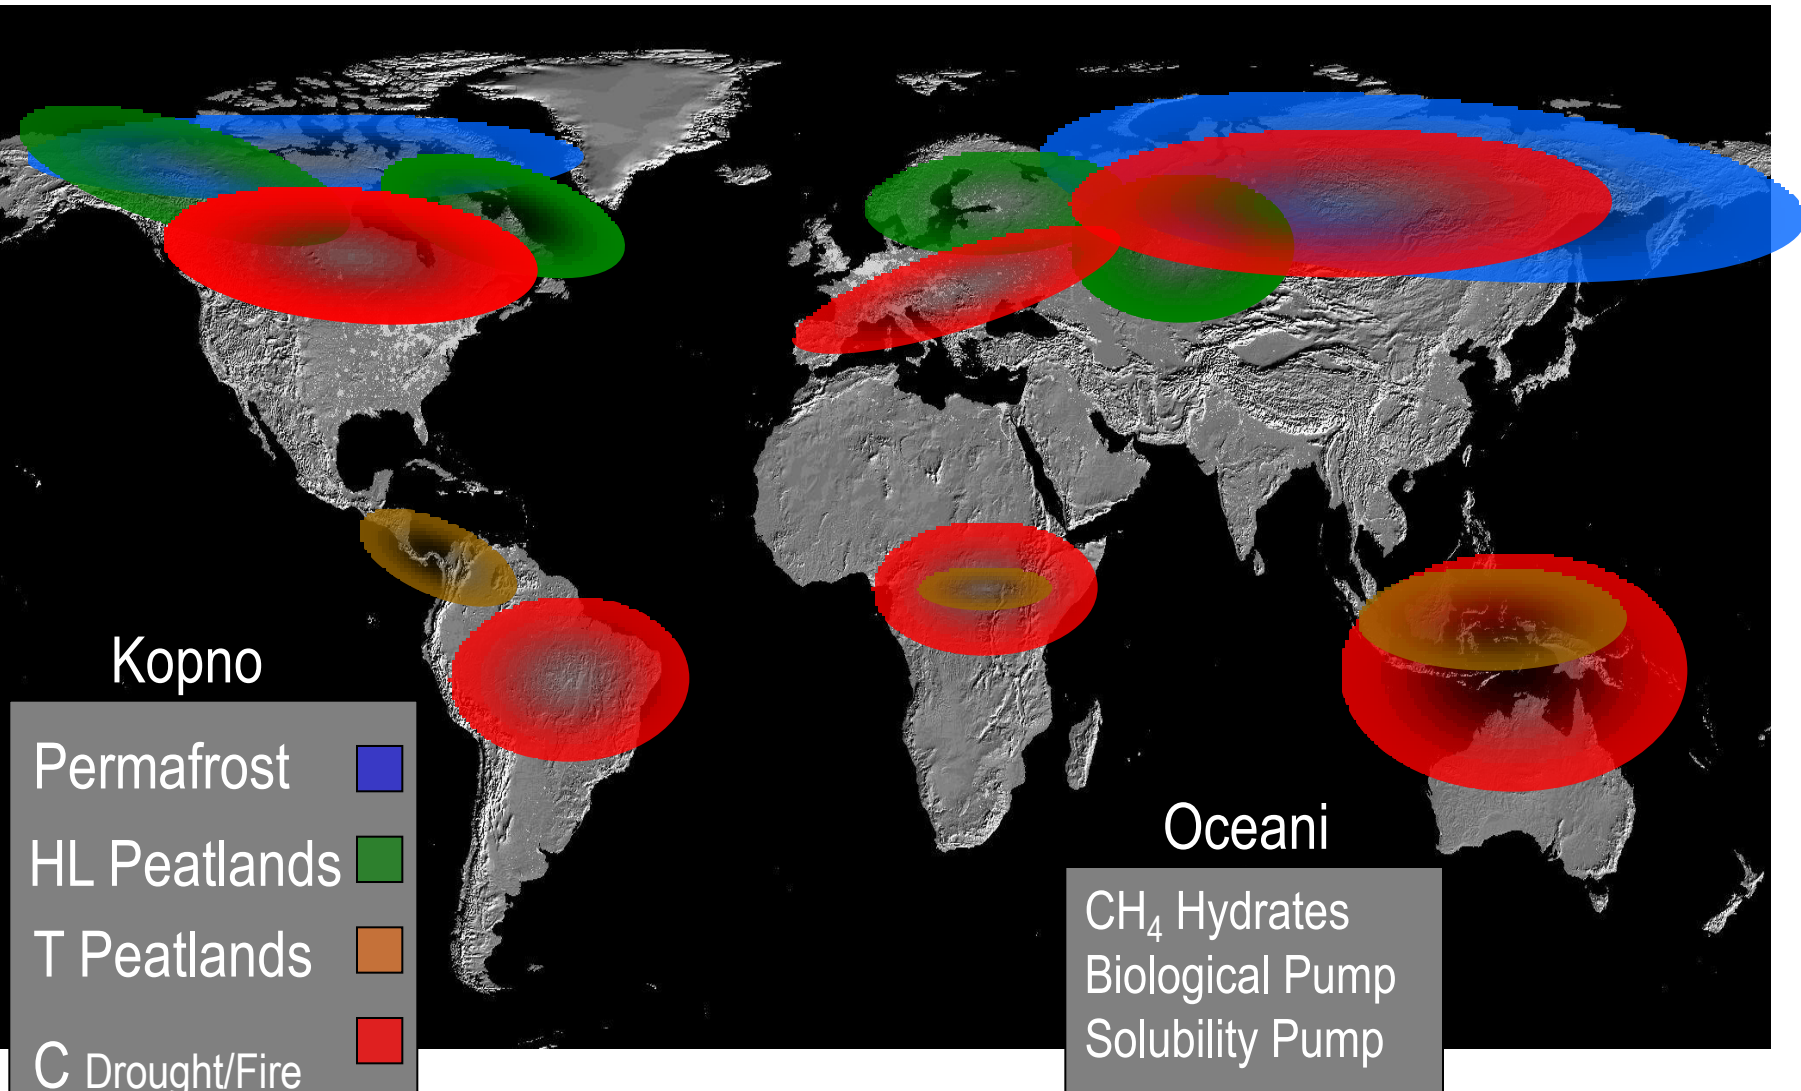 Kopno
Permafrost
HL Peatlands
T Peatlands
C Drought/Fire
Oceani
CH₄ Hydrates
Biological Pump
Solubility Pump